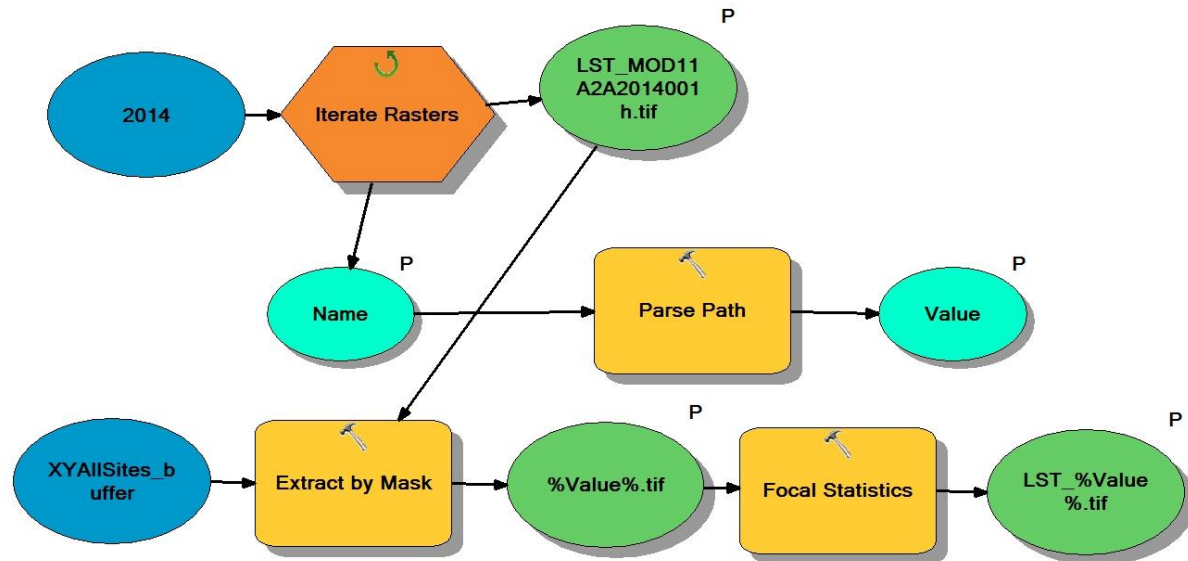 P
2014
Iterate Rasters
LST_MOD11
A2A2014001
h.tif
P
P
Name
Parse Path
Value
P
P
XYAllSites_b
uffer
Extract by Mask
%Value%.tif
Focal Statistics
LST_%Value
%.tif